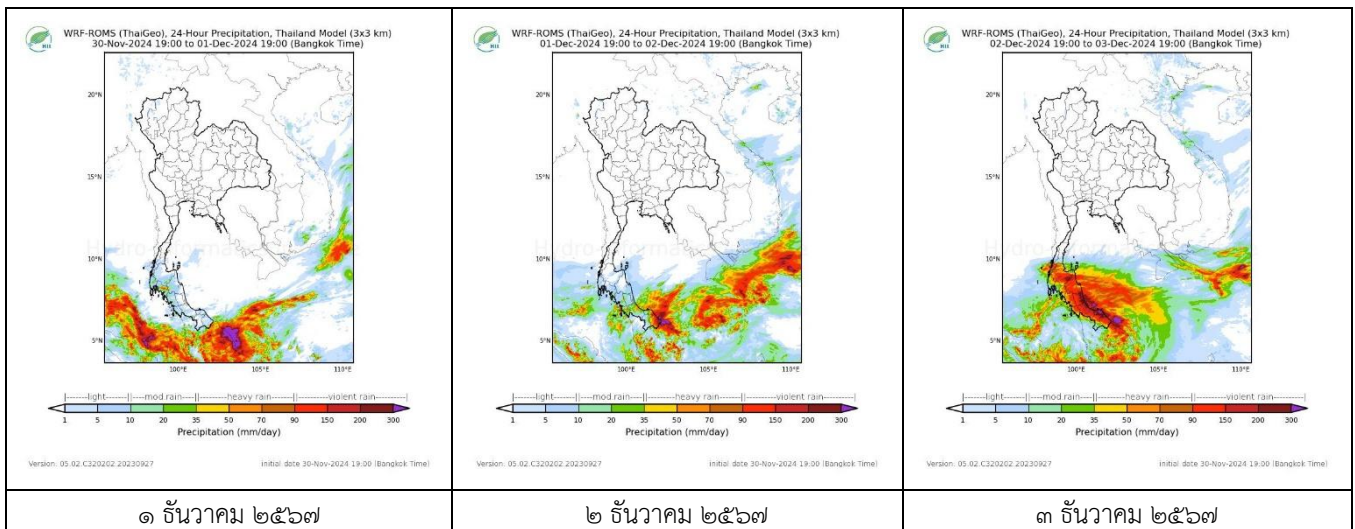 WRF-ROMS (ThaiGeo), 24-Hour Precipitation, Thailand Model (3x3 km)
30-Nov-2024 19:00 to 01-Dec-2024 19:00 (Bangkok Time)
20°N
15°N
10°N
5°N
100°E 105°E 110°E
|-------light-------||----mod rain----||-------heavy rain-------||-------violent rain-------|
1 5 10 20 35 50 70 90 150 200 300
Precipitation (mm/day)
Version: 05.02.C320202.20230927 initial date 30-Nov-2024 19:00 (Bangkok Time)
๑ ธันวาคม ๒๕๖๗
WRF-ROMS (ThaiGeo), 24-Hour Precipitation, Thailand Model (3x3 km)
01-Dec-2024 19:00 to 02-Dec-2024 19:00 (Bangkok Time)
20°N
15°N
10°N
5°N
100°E 105°E 110°E
|-------light-------||----mod rain----||-------heavy rain-------||-------violent rain-------|
1 5 10 20 35 50 70 90 150 200 300
Precipitation (mm/day)
Version: 05.02.C320202.20230927 initial date 30-Nov-2024 19:00 (Bangkok Time)
๒ ธันวาคม ๒๕๖๗
WRF-ROMS (ThaiGeo), 24-Hour Precipitation, Thailand Model (3x3 km)
02-Dec-2024 19:00 to 03-Dec-2024 19:00 (Bangkok Time)
20°N
15°N
10°N
5°N
100°E 105°E 110°E
|-------light-------||----mod rain----||-------heavy rain-------||-------violent rain-------|
1 5 10 20 35 50 70 90 150 200 300
Precipitation (mm/day)
Version: 05.02.C320202.20230927 initial date 30-Nov-2024 19:00 (Bangkok Time)
๓ ธันวาคม ๒๕๖๗